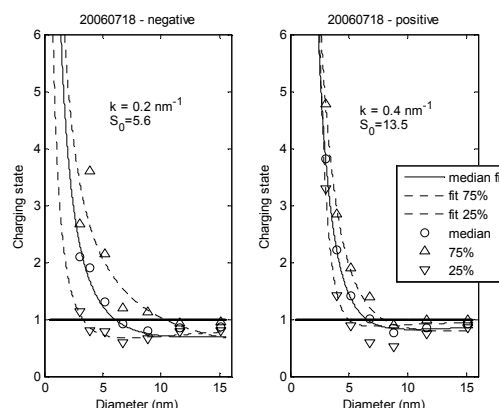 20060718 - negative
20060718 - positive
Charging state
6
5
4
3
2
1
0
k = 0.2 nm⁻¹
S₀=5.6
0
5
10
15
Diameter (nm)
6
5
4
3
2
1
0
k = 0.4 nm⁻¹
S₀=13.5
median fi
fit 75%
fit 25%
median
75%
25%
0
5
10
15
Diameter (nm)